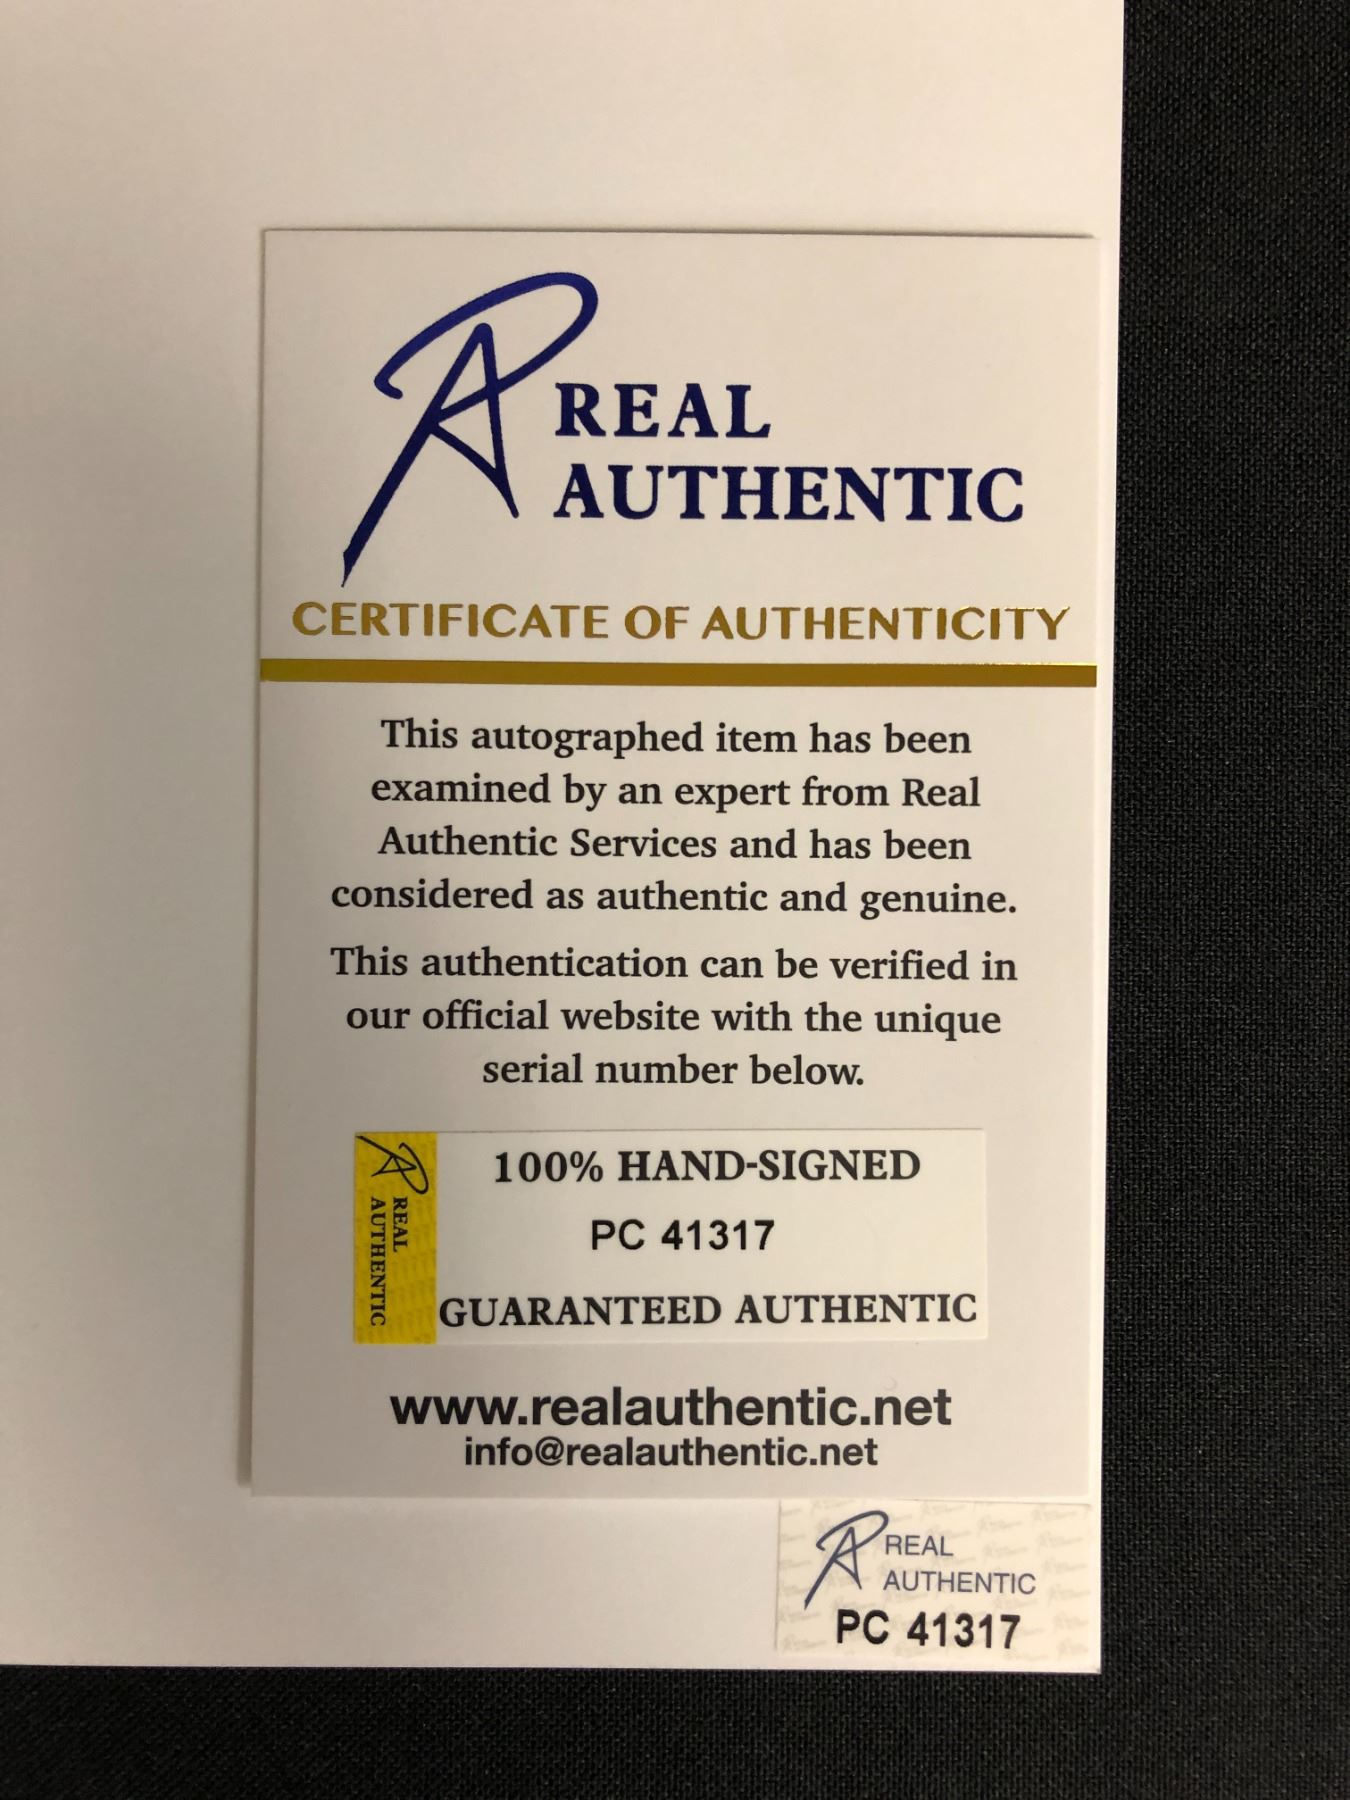 REAL
AUTHENTIC
CERTIFICATE OF AUTHENTICITY
This autographed item has been
examined by an expert from Real
Authentic Services and has been
considered as authentic and genuine.
This authentication can be verified in
our official website with the unique
serial number below.
REAL
AUTHENTIC
100% HAND-SIGNED
PC 41317
GUARANTEED AUTHENTIC
www.realauthentic.net
info@realauthentic.net
REAL
AUTHENTIC
PC 41317